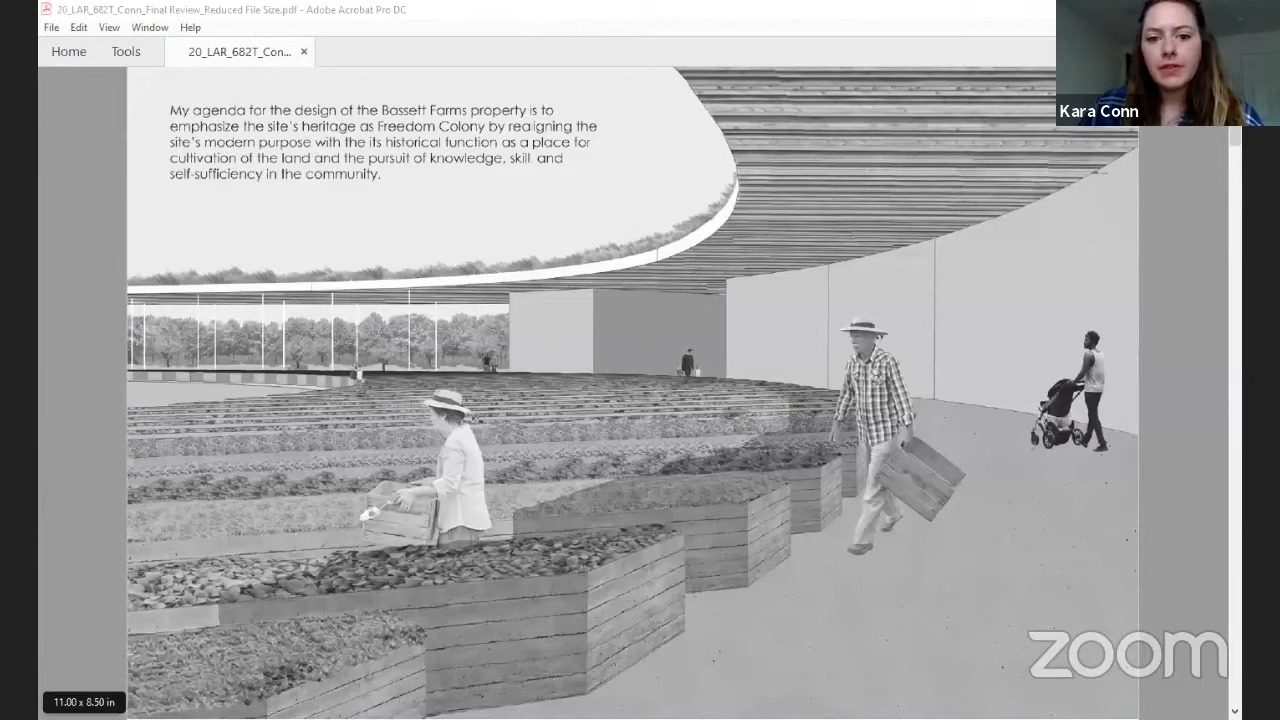 20_LAR_682T_Conn_Final Review_Reduced File Size.pdf - Adobe Acrobat Pro DC
File Edit View Window Help
Home Tools 20_LAR_682T_Con... ×
My agenda for the design of the Bassett Farms property is to
emphasize the site's heritage as Freedom Colony by realigning the
site's modern purpose with the its historical function as a place for
cultivation of the land and the pursuit of knowledge, skill, and
self-sufficiency in the community.
Kara Conn
zoom
11.00 x 8.50 in